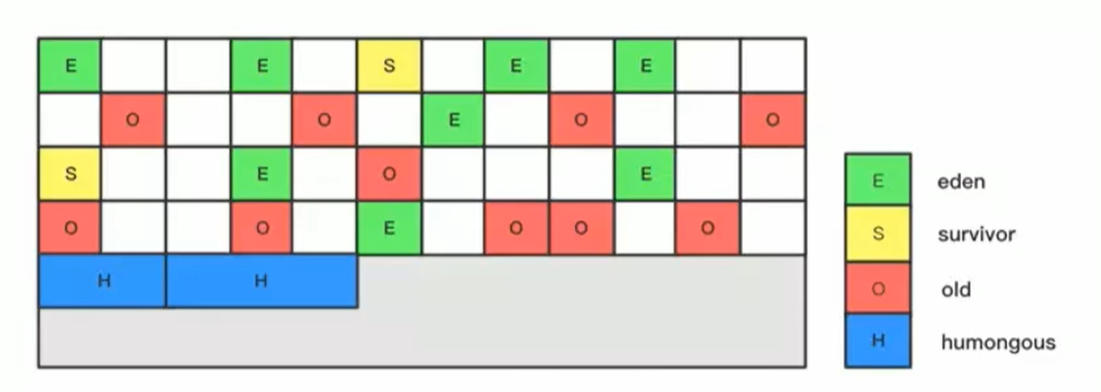 E E S E E
O O E O O
S E O E
O O E O O O
H H
E eden
S survivor
O old
H humongous